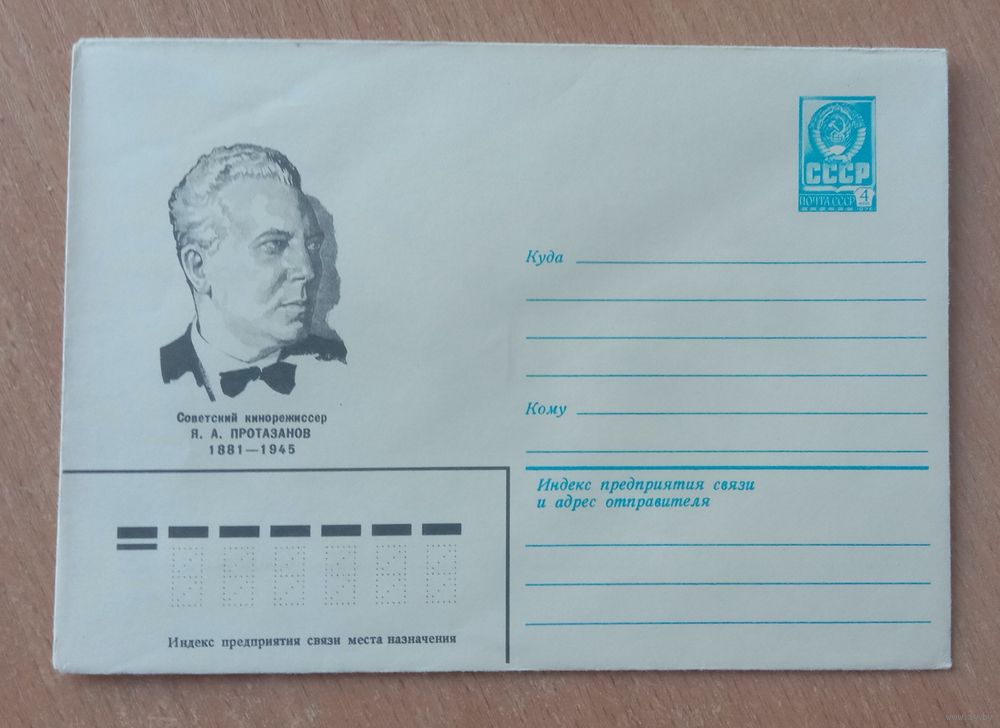 СССР
ПОЧТА СССР
4
Советский кинорежиссер
Я. А. ПРОТАЗАНОВ
1881—1945
Куда
Кому
Индекс предприятия связи
и адрес отправителя
Индекс предприятия связи места назначения